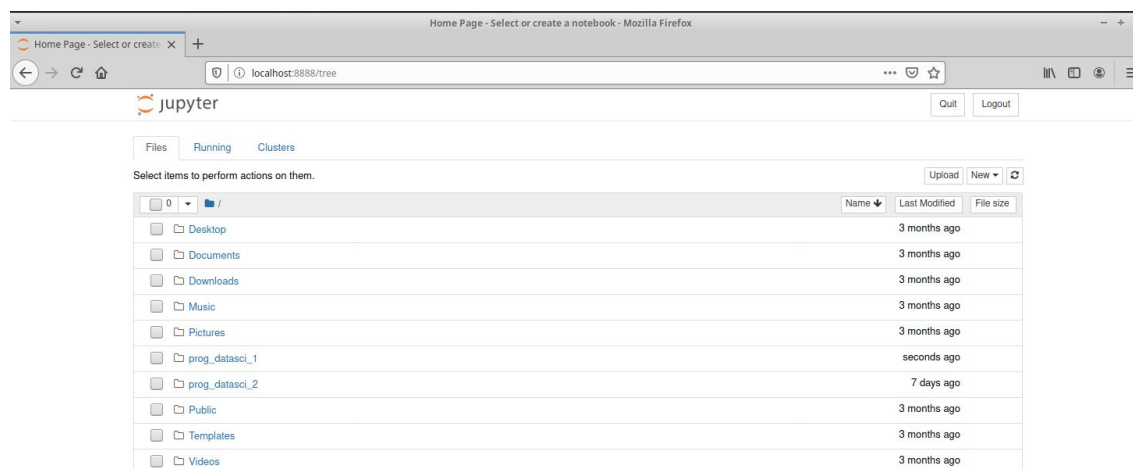 Home Page - Select or create a notebook - Mozilla Firefox
Home Page - Select or create
localhost:8888/tree
jupyter
Quit Logout
Files Running Clusters
Select items to perform actions on them.
Upload New
0 / Name Last Modified File size
Desktop 3 months ago
Documents 3 months ago
Downloads 3 months ago
Music 3 months ago
Pictures 3 months ago
prog_datasci_1 seconds ago
prog_datasci_2 7 days ago
Public 3 months ago
Templates 3 months ago
Videos 3 months ago